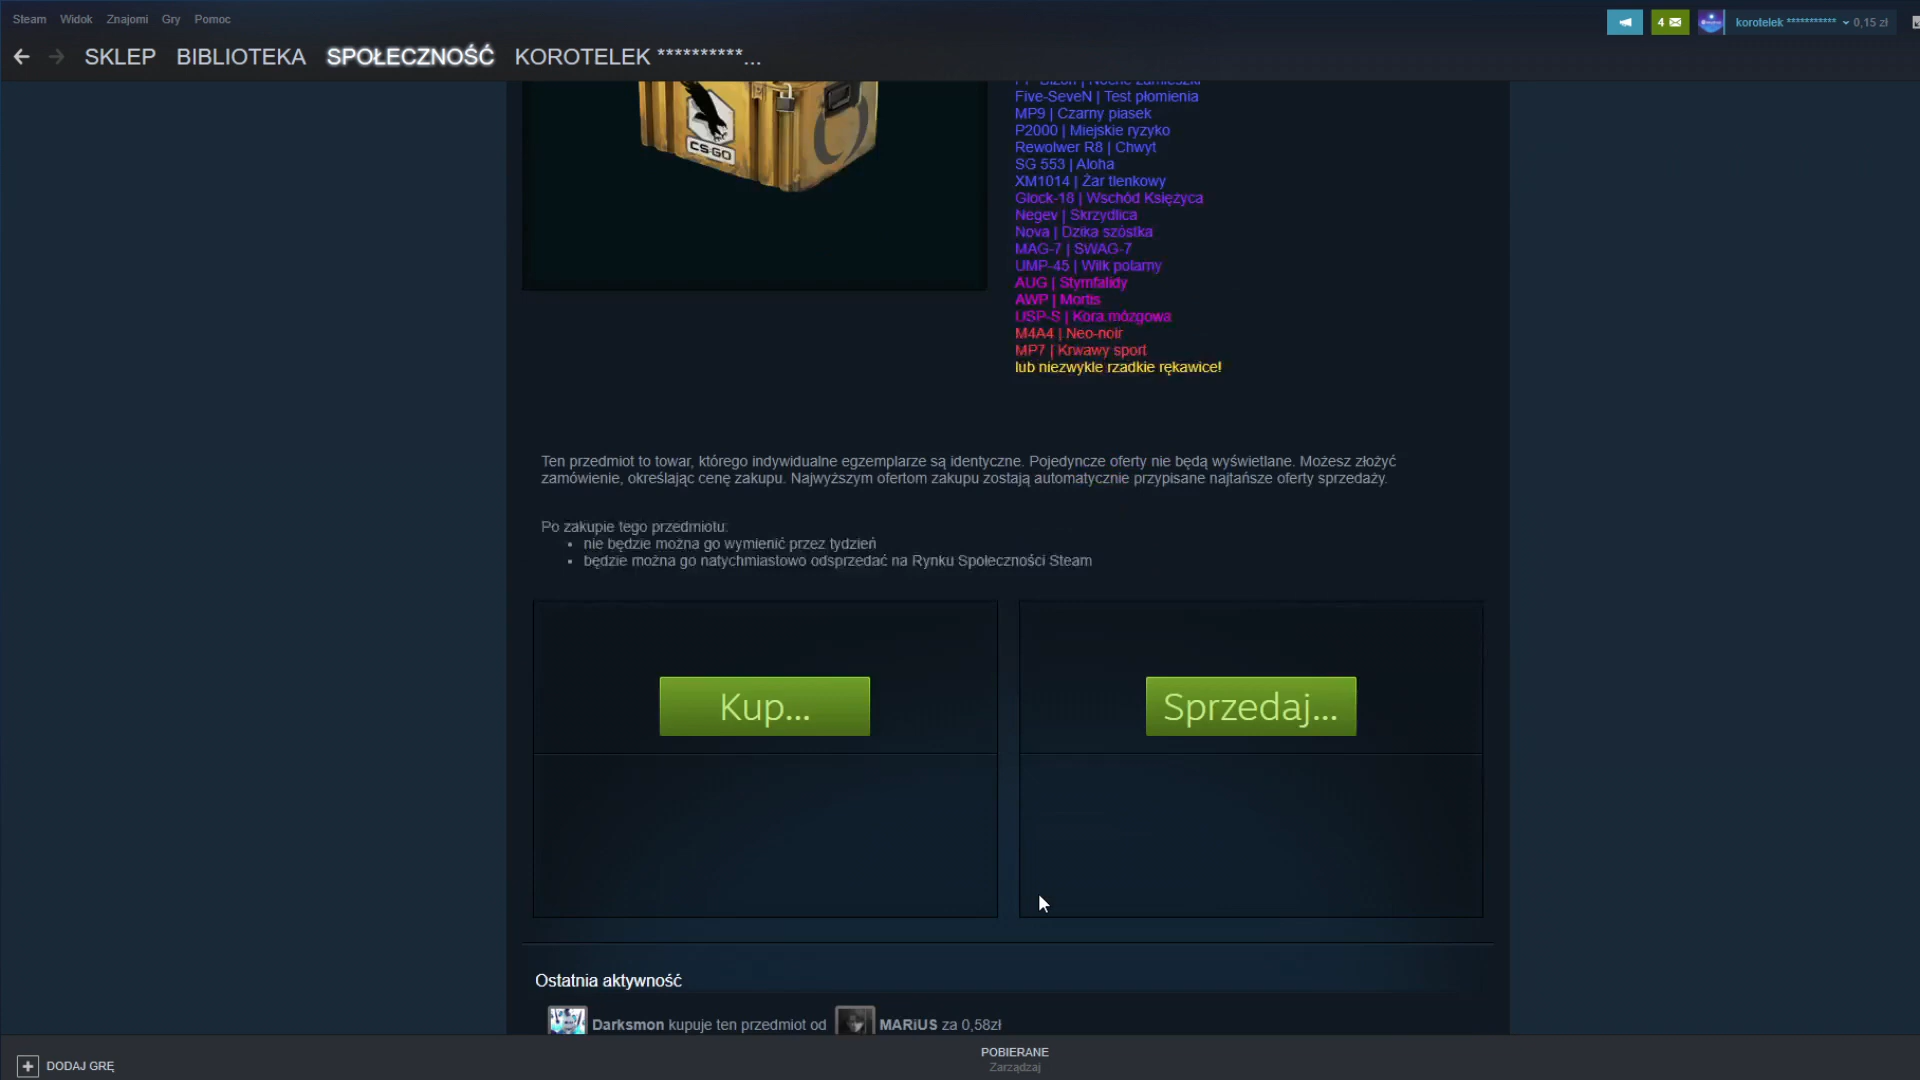 Steam Widok Znajomi Gry Pomoc
4
korotelek *********** 0,15 zł
SKLEP BIBLIOTEKA SPOŁECZNOŚĆ KOROTELEK **********...
PP-Bizon | Nocne zamieszki
Five-SeveN | Test płomienia
MP9 | Czarny piasek
P2000 | Miejskie ryzyko
Rewolwer R8 | Chwyt
SG 553 | Aloha
XM1014 | Żar tlenkowy
Glock-18 | Wschód Księżyca
Negev | Skrzydlica
Nova | Dzika szóstka
MAG-7 | SWAG-7
UMP-45 | Wilk polarny
AUG | Stymfalidy
AWP | Mortis
USP-S | Kora mózgowa
M4A4 | Neo-noir
MP7 | Krwawy sport
lub niezwykle rzadkie rękawice!
CS:GO
Ten przedmiot to towar, którego indywidualne egzemplarze są identyczne. Pojedyncze oferty nie będą wyświetlane. Możesz złożyć
zamówienie, określając cenę zakupu. Najwyższym ofertom zakupu zostają automatycznie przypisane najtańsze oferty sprzedaży.
Po zakupie tego przedmiotu:
• nie będzie można go wymienić przez tydzień
• będzie można go natychmiastowo odsprzedać na Rynku Społeczności Steam
Kup...
Sprzedaj...
Ostatnia aktywność
Darksmon kupuje ten przedmiot od MARiUS za 0,58zł
DODAJ GRĘ
POBIERANE
Zarządzaj